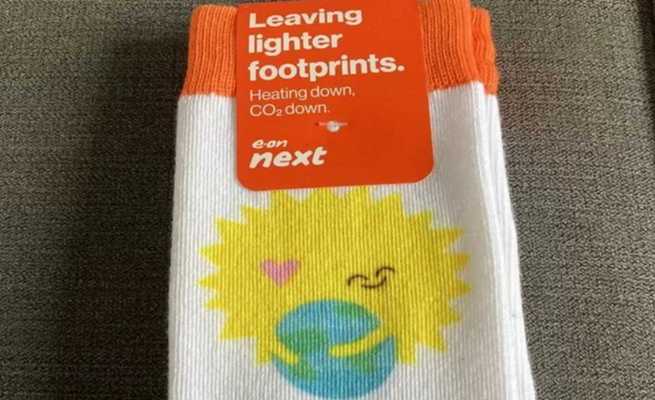 Leaving
lighter
footprints.
Heating down,
CO₂ down.
e·on
next